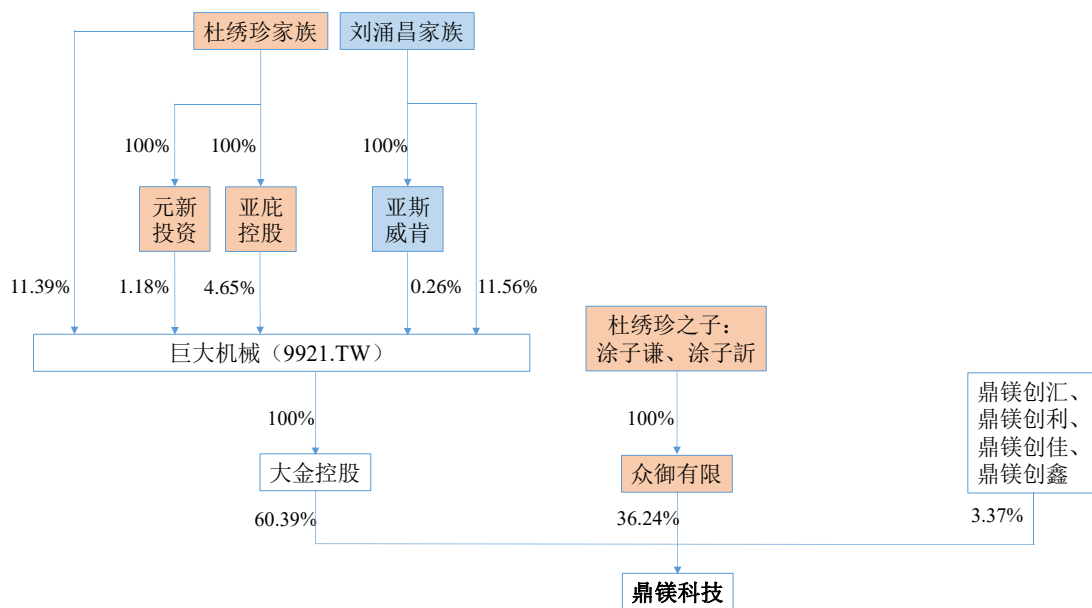 杜绣珍家族
刘涌昌家族
100%
100%
100%
元新
投资
亚庇
控股
亚斯
威肯
11.39%
1.18%
4.65%
0.26%
11.56%
巨大机械（9921.TW）
杜绣珍之子：
涂子谦、涂子訢
鼎镁创汇、
鼎镁创利、
鼎镁创佳、
鼎镁创鑫
100%
100%
大金控股
众御有限
60.39%
36.24%
3.37%
鼎镁科技